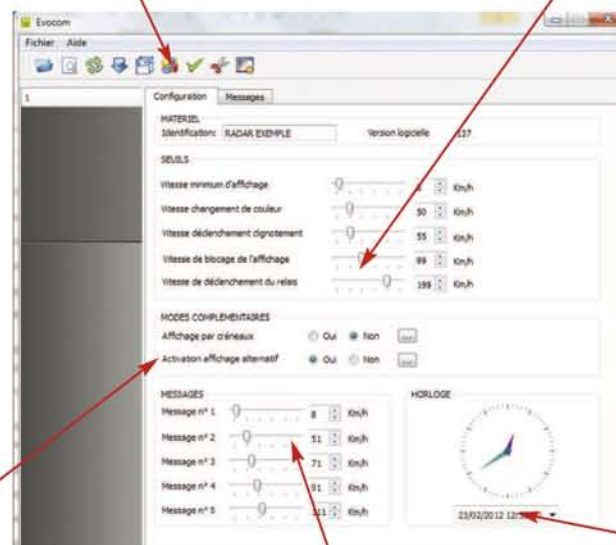 Evocom
Fichier Aide
1
Configuration Messages
MATERIEL
Identification: RADAR EXEMPLE Version logicielle 137
SEUILS
Vitesse minimum d'affichage Km/h
Vitesse changement de couleur 50 Km/h
Vitesse déclenchement clignotement 55 Km/h
Vitesse de blocage de l'affichage 99 Km/h
Vitesse de déclenchement du relais 199 Km/h
MODES COMPLEMENTAIRES
Affichage par créneaux Oui Non ...
Activation affichage alternatif Oui Non ...
MESSAGES
Message n° 1 8 Km/h
Message n° 2 51 Km/h
Message n° 3 71 Km/h
Message n° 4 91 Km/h
Message n° 5 111 Km/h
HORLOGE
23/02/2012